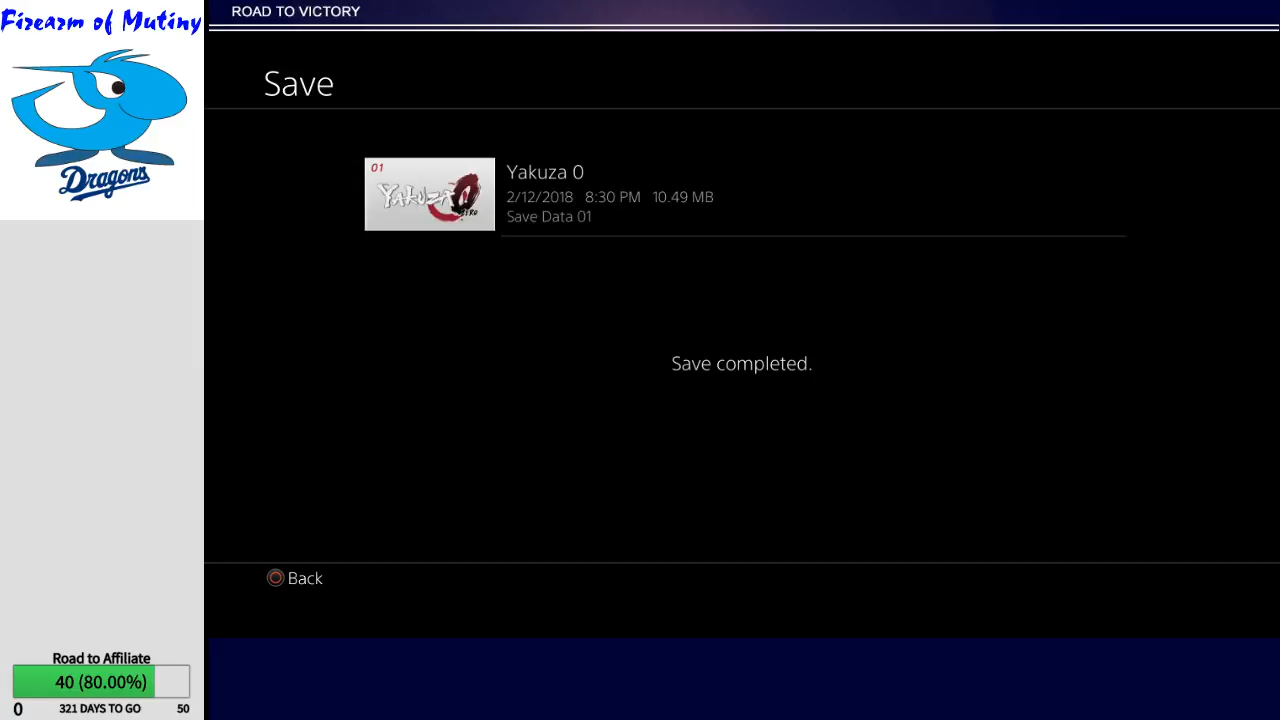 Firearm of Mutiny
Dragons
ROAD TO VICTORY
Save
01
YAKUZA 0
Yakuza 0
2/12/2018 8:30 PM 10.49 MB
Save Data 01
Save completed.
Back
Road to Affiliate
40 (80.00%)
0 321 DAYS TO GO 50